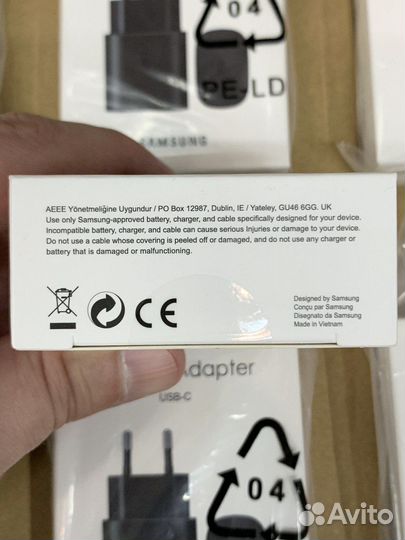 04
PE-LD
SAMSUNG
AEEE Yönetmeliğine Uygundur / PO Box 12987, Dublin, IE / Yateley, GU46 6GG. UK
Use only Samsung-approved battery, charger, and cable specifically designed for your device.
Incompatible battery, charger, and cable can cause serious Injuries or damage to your device.
Do not use a cable whose covering is peeled off or damaged, and do not use any charger or
battery that is damaged or malfunctioning.
CE
Designed by Samsung
Conçu par Samsung
Disegnato da Samsung
Made in Vietnam
Adapter
USB-C
04
Avito